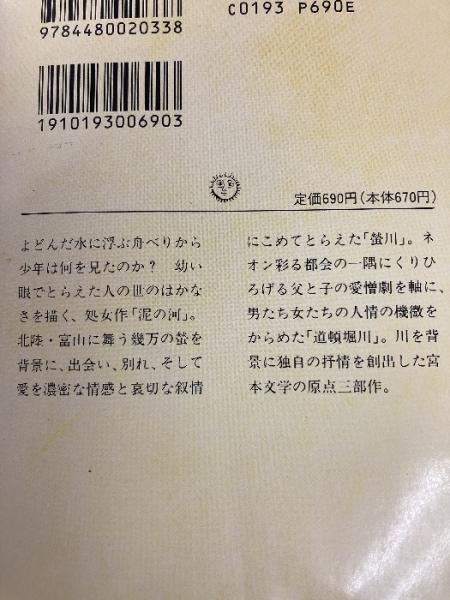 9784480020338
C0193 P690E
1910193006903
定価690円(本体670円)
よどんだ水に浮ぶ舟べりから
少年は何を見たのか? 幼い
眼でとらえた人の世のはかな
さを描く、処女作「泥の河」。
北陸・富山に舞う幾万の螢を
背景に、出会い、別れ、そして
愛を濃密な情感と哀切な叙情
にこめてとらえた「螢川」。ネ
オン彩る都会の一隅にくりひ
ろげる父と子の愛憎劇を軸に、
男たち女たちの人情の機微を
からめた「道頓堀川」。川を背
景に独自の抒情を創出した宮
本文学の原点三部作。